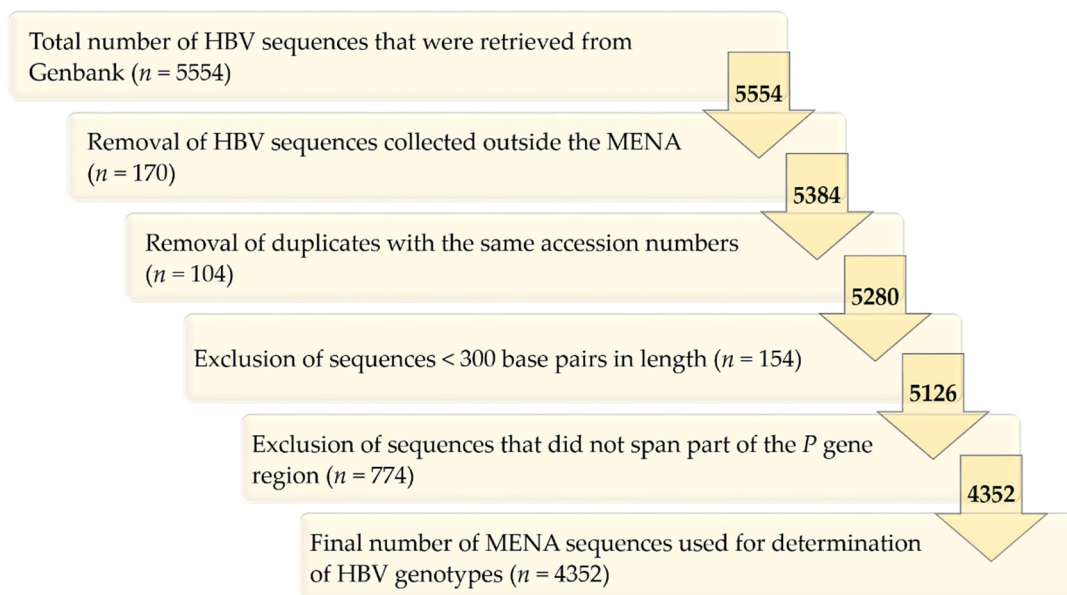 Total number of HBV sequences that were retrieved from
Genbank (n = 5554)
5554
Removal of HBV sequences collected outside the MENA
(n = 170)
5384
Removal of duplicates with the same accession numbers
(n = 104)
5280
Exclusion of sequences < 300 base pairs in length (n = 154)
5126
Exclusion of sequences that did not span part of the P gene
region (n = 774)
4352
Final number of MENA sequences used for determination
of HBV genotypes (n = 4352)